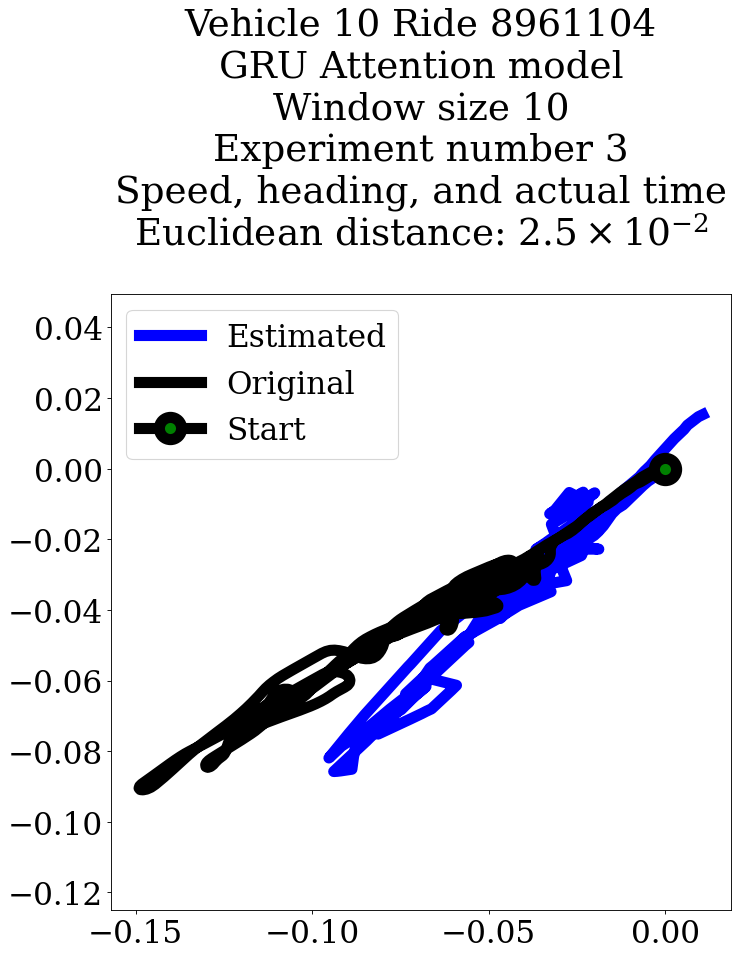 Vehicle 10 Ride 8961104
GRU Attention model
Window size 10
Experiment number 3
Speed, heading, and actual time
Euclidean distance: 2.5 × 10⁻²
Estimated
Original
Start
0.04
0.02
0.00
−0.02
−0.04
−0.06
−0.08
−0.10
−0.12
−0.15
−0.10
−0.05
0.00